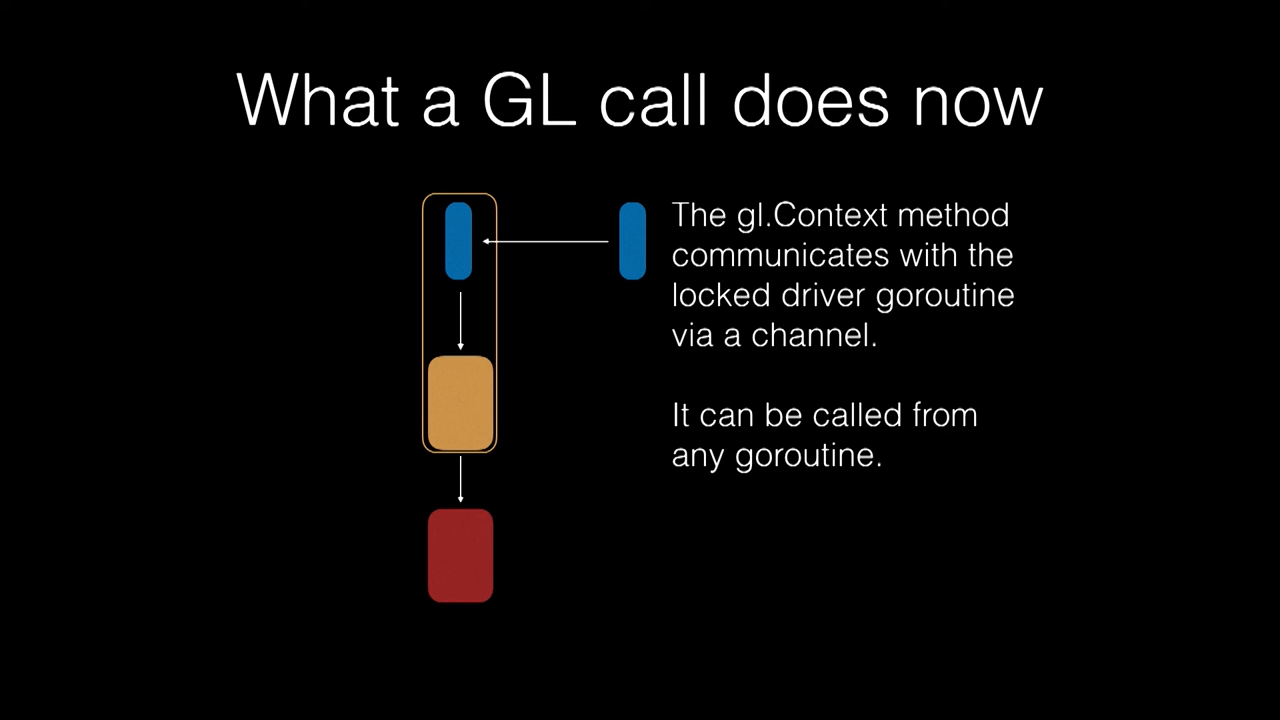 What a GL call does now
The gl.Context method
communicates with the
locked driver goroutine
via a channel.
It can be called from
any goroutine.